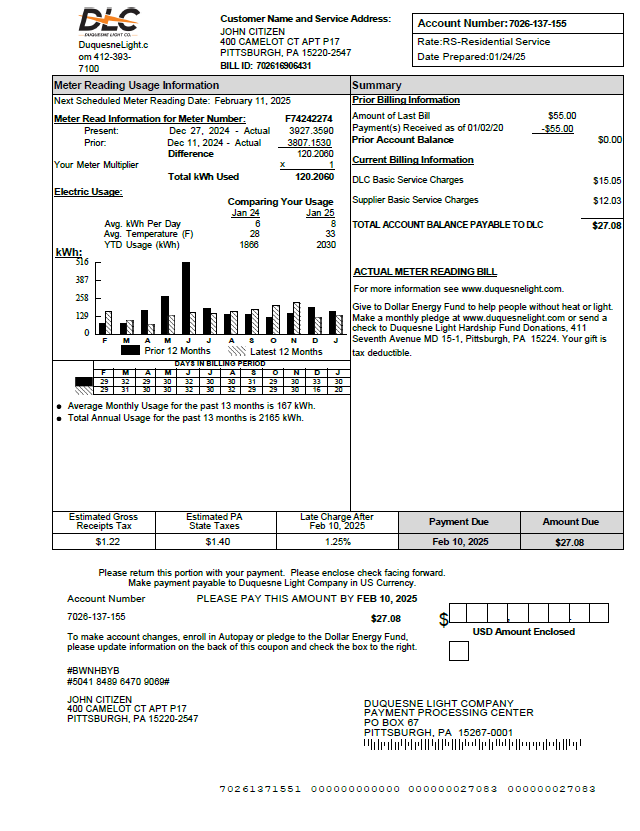 DLC
DUQUESNE LIGHT CO.
DuquesneLight.c
om 412-393-
7100
Customer Name and Service Address:
JOHN CITIZEN
400 CAMELOT CT APT P17
PITTSBURGH, PA 15220-2547
BILL ID: 702616906431
Account Number: 7026-137-155
Rate:RS-Residential Service
Date Prepared:01/24/25
Meter Reading Usage Information
Next Scheduled Meter Reading Date: February 11, 2025
Meter Read Information for Meter Number: F74242274
Present: Dec 27, 2024 - Actual 3927.3590
Prior: Dec 11, 2024 - Actual 3807.1530
Difference 120.2060
Your Meter Multiplier x 1
Total kWh Used 120.2060
Electric Usage:
Comparing Your Usage
Jan 24 Jan 25
Avg. kWh Per Day 6 8
Avg. Temperature (F) 28 33
YTD Usage (kWh) 1866 2030
kWh:
516
387
258
129
0
F M A M J J A S O N D J
Prior 12 Months Latest 12 Months
DAYS IN BILLING PERIOD
F M A M J J A S O N D J
29 32 29 30 32 30 30 31 29 30 33 30
29 31 30 30 32 30 32 29 29 30 16 20
• Average Monthly Usage for the past 13 months is 167 kWh.
• Total Annual Usage for the past 13 months is 2165 kWh.
Summary
Prior Billing Information
Amount of Last Bill $55.00
Payment(s) Received as of 01/02/20 -$55.00
Prior Account Balance $0.00
Current Billing Information
DLC Basic Service Charges $15.05
Supplier Basic Service Charges $12.03
TOTAL ACCOUNT BALANCE PAYABLE TO DLC $27.08
ACTUAL METER READING BILL
For more information see www.duquesnelight.com.
Give to Dollar Energy Fund to help people without heat or light.
Make a monthly pledge at www.duquesnelight.com or send a
check to Duquesne Light Hardship Fund Donations, 411
Seventh Avenue MD 15-1, Pittsburgh, PA 15224. Your gift is
tax deductible.
Estimated Gross Receipts Tax
Estimated PA State Taxes
Late Charge After Feb 10, 2025
Payment Due
Amount Due
$1.22 $1.40 1.25% Feb 10, 2025 $27.08
Please return this portion with your payment. Please enclose check facing forward.
Make payment payable to Duquesne Light Company in US Currency.
Account Number PLEASE PAY THIS AMOUNT BY FEB 10, 2025
7026-137-155 $27.08 $
USD Amount Enclosed
To make account changes, enroll in Autopay or pledge to the Dollar Energy Fund,
please update information on the back of this coupon and check the box to the right.
#BWNHBYB
#5041 8489 6470 9069#
JOHN CITIZEN
400 CAMELOT CT APT P17
PITTSBURGH, PA 15220-2547
DUQUESNE LIGHT COMPANY
PAYMENT PROCESSING CENTER
PO BOX 67
PITTSBURGH, PA 15267-0001
70261371551 000000000000 000000027083 000000027083